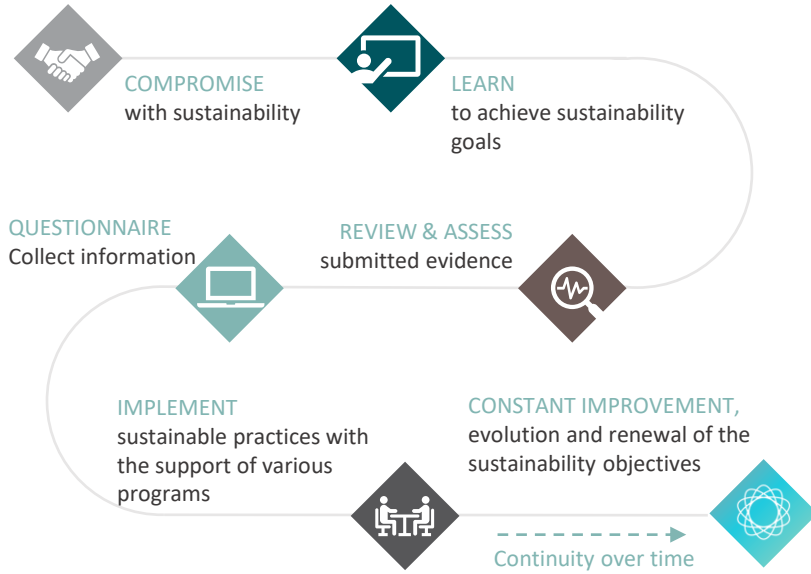 COMPROMISE
with sustainability
LEARN
to achieve sustainability
goals
QUESTIONNAIRE
Collect information
REVIEW & ASSESS
submitted evidence
IMPLEMENT
sustainable practices with
the support of various
programs
CONSTANT IMPROVEMENT,
evolution and renewal of the
sustainability objectives
Continuity over time